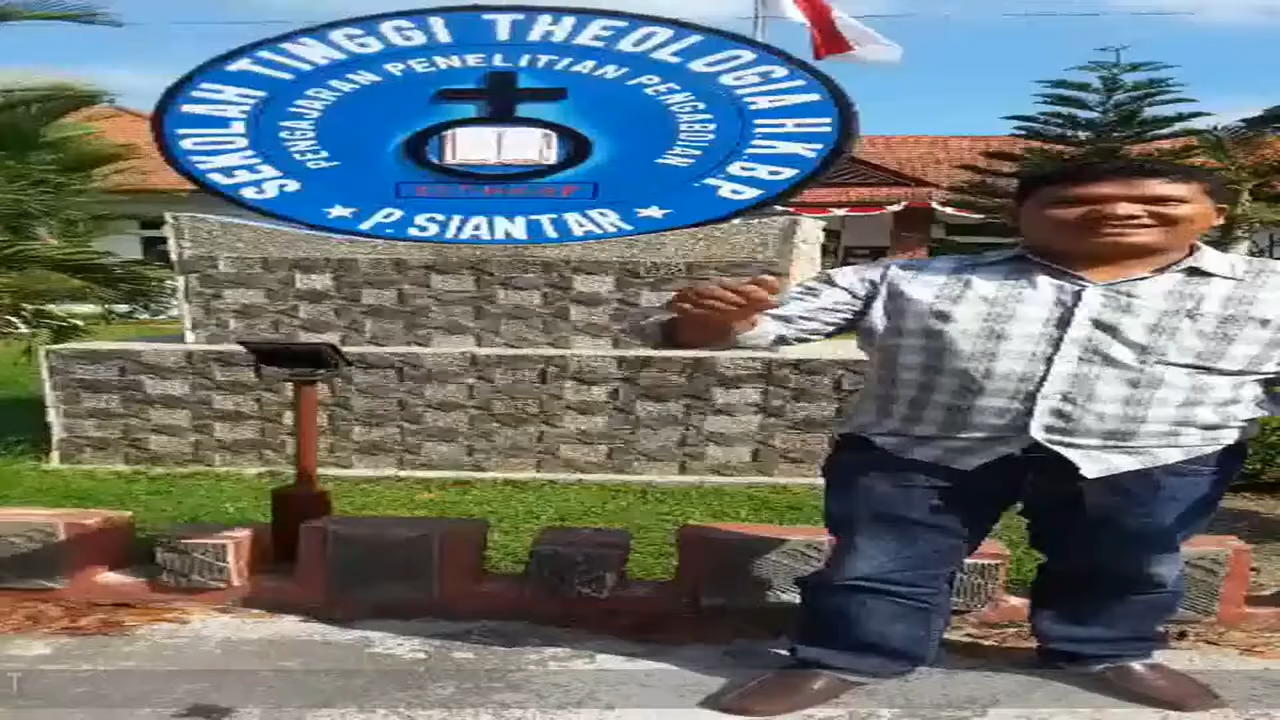 SEKOLAH TINGGI THEOLOGIA H.K.B.P.
PENGAJARAN PENELITIAN PENGABDIAN
P. SIANTAR